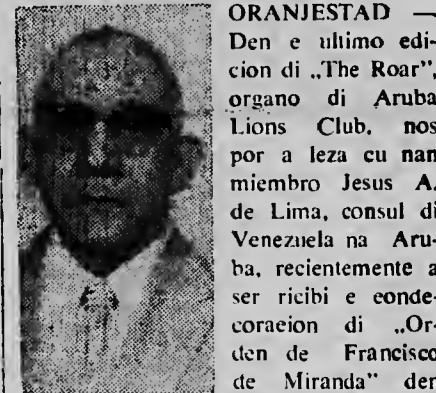 ORANJESTAD —
Den e ultimo edi-
cion di „The Roar",
organo di Aruba
Lions Club, nos
por a leza cu nan
miembro Jesus A.
de Lima, consul di
Venezuela na Aru-
ba, recientemente a
ser ricibi e conde-
coracion di „Or-
den de Francisco
de Miranda" den